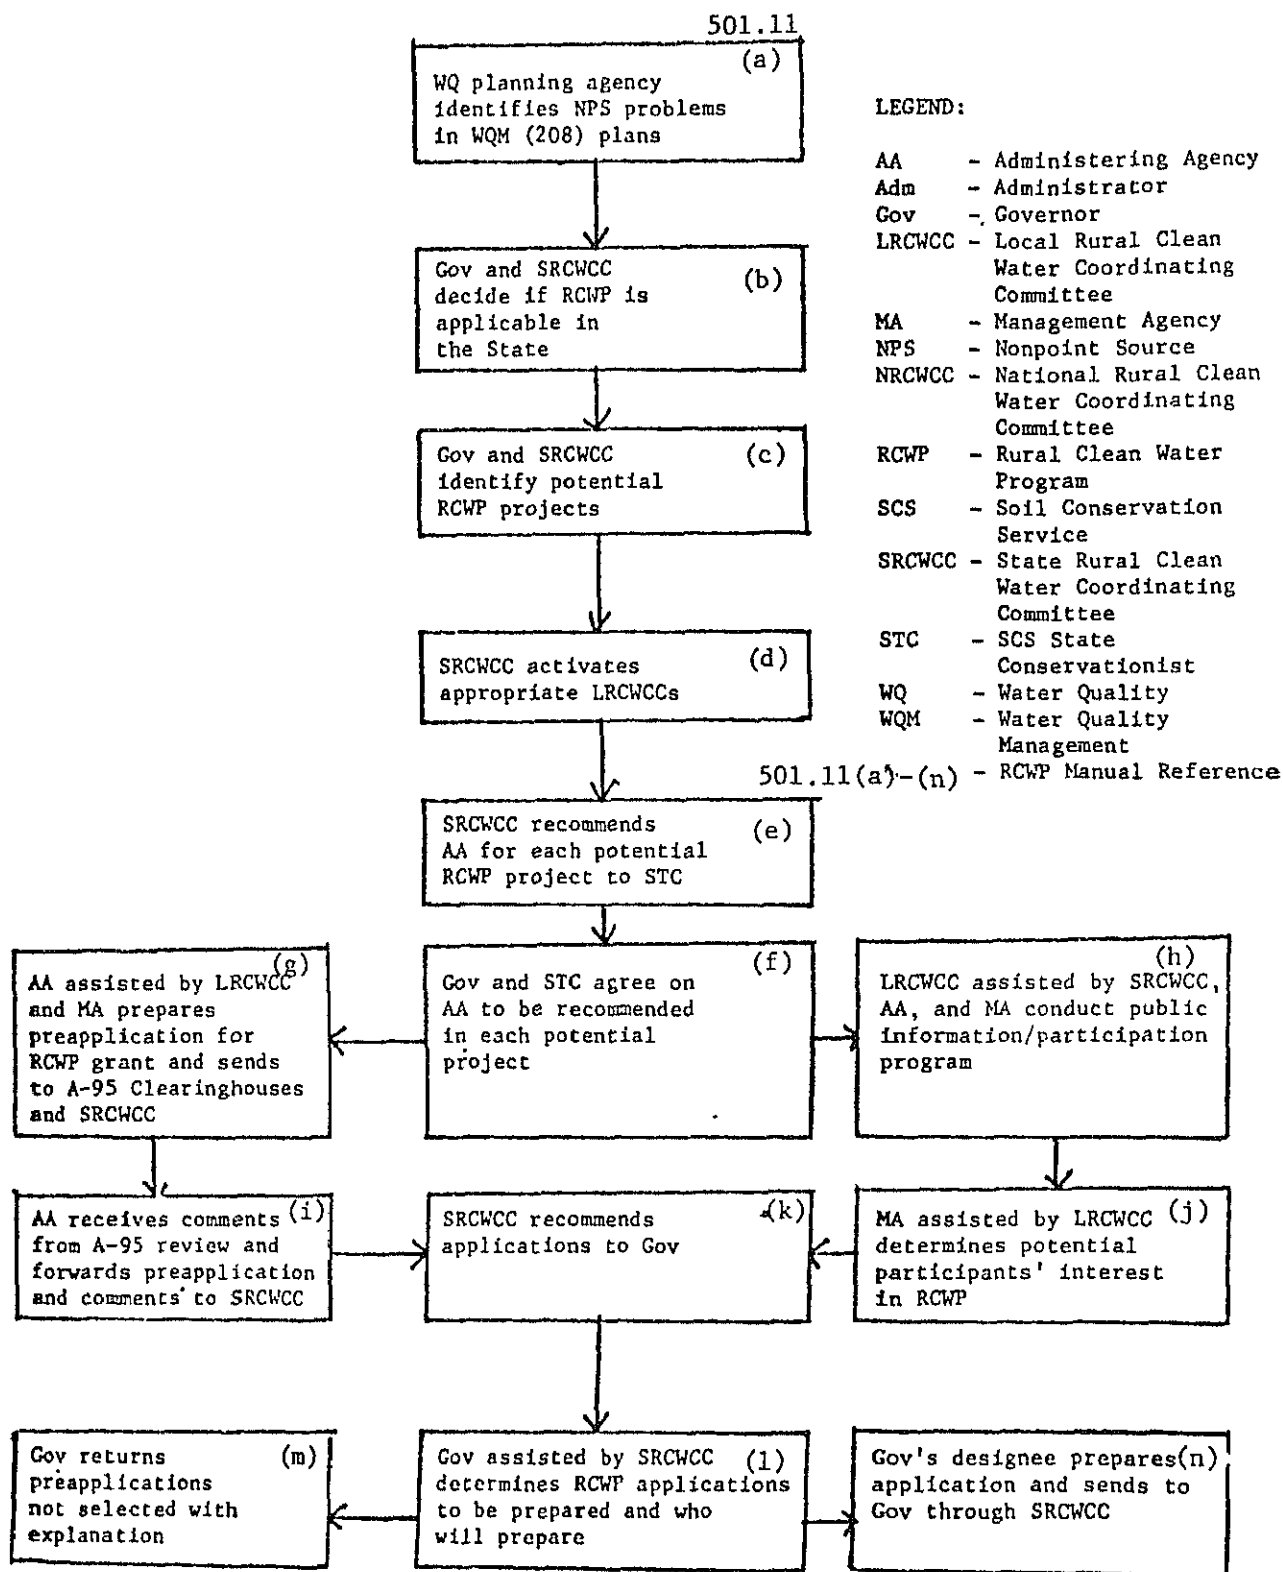 501.11
(a)
WQ planning agency
identifies NPS problems
in WQM (208) plans
(b)
Gov and SRCWCC
decide if RCWP is
applicable in
the State
(c)
Gov and SRCWCC
identify potential
RCWP projects
(d)
SRCWCC activates
appropriate LRCWCCs
LEGEND:
AA - Administering Agency
Adm - Administrator
Gov - Governor
LRCWCC - Local Rural Clean
Water Coordinating
Committee
MA - Management Agency
NPS - Nonpoint Source
NRCWCC - National Rural Clean
Water Coordinating
Committee
RCWP - Rural Clean Water
Program
SCS - Soil Conservation
Service
SRCWCC - State Rural Clean
Water Coordinating
Committee
STC - SCS State
Conservationist
WQ - Water Quality
WQM - Water Quality
Management
501.11(a)-(n) - RCWP Manual Reference
(e)
SRCWCC recommends
AA for each potential
RCWP project to STC
(g)
AA assisted by LRCWCC
and MA prepares
preapplication for
RCWP grant and sends
to A-95 Clearinghouses
and SRCWCC
(f)
Gov and STC agree on
AA to be recommended
in each potential
project
(h)
LRCWCC assisted by SRCWCC,
AA, and MA conduct public
information/participation
program
AA receives comments (i)
from A-95 review and
forwards preapplication
and comments to SRCWCC
(k)
SRCWCC recommends
applications to Gov
MA assisted by LRCWCC (j)
determines potential
participants' interest
in RCWP
Gov returns (m)
preapplications
not selected with
explanation
Gov assisted by SRCWCC (l)
determines RCWP applications
to be prepared and who
will prepare
Gov's designee prepares (n)
application and sends to
Gov through SRCWCC